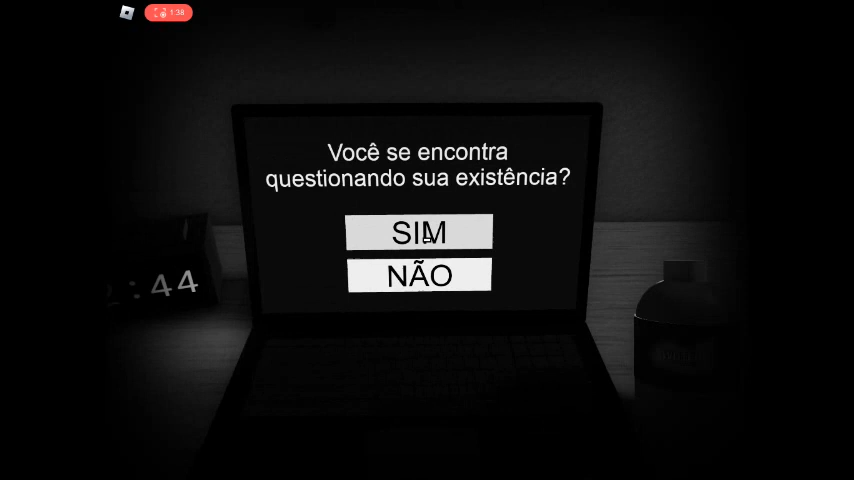 1:38
Você se encontra
questionando sua existência?
SIM
NÃO
:44